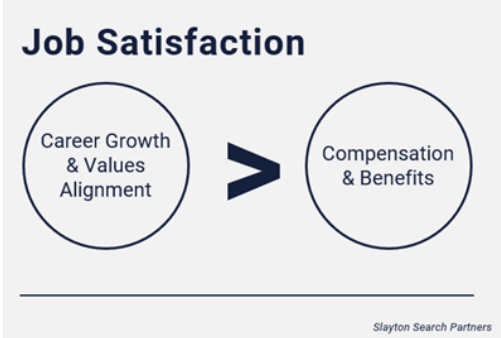 Job Satisfaction
Career Growth
& Values
Alignment
>
Compensation
& Benefits
Slayton Search Partners